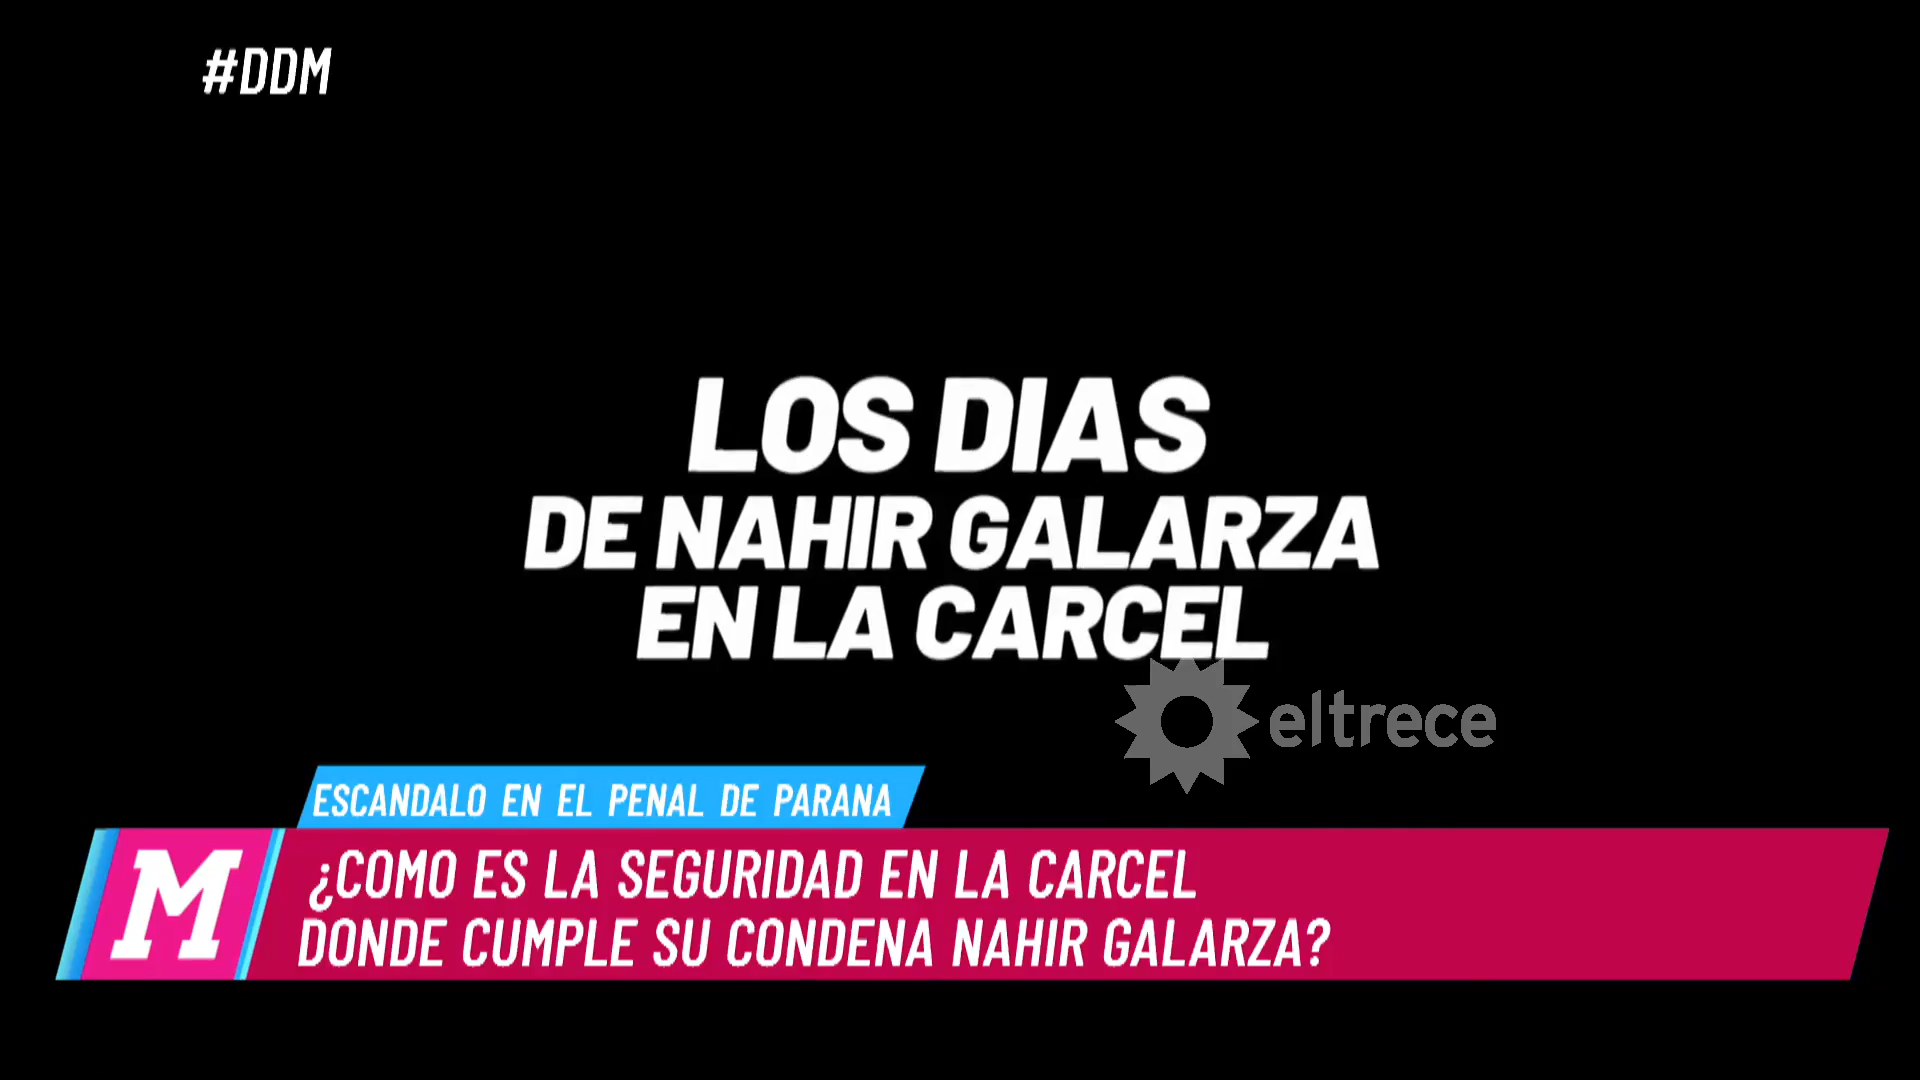 #DDM
LOS DIAS
DE NAHIR GALARZA
EN LA CARCEL
eltrece
ESCANDALO EN EL PENAL DE PARANA
M
¿COMO ES LA SEGURIDAD EN LA CARCEL
DONDE CUMPLE SU CONDENA NAHIR GALARZA?